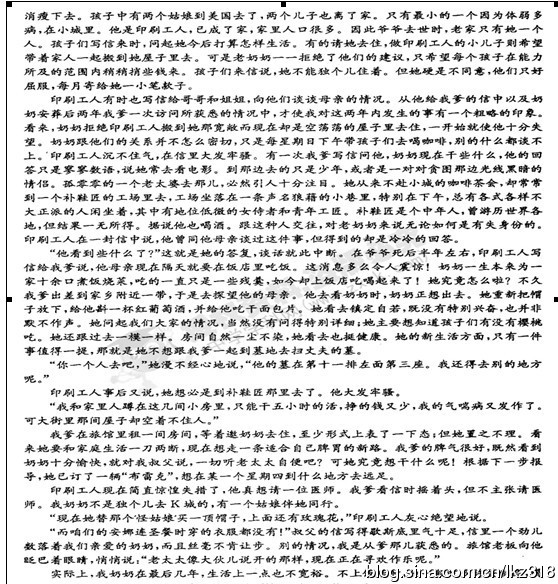 消瘦下去。孩子中有两个姑娘到美国去了,两个儿子也离了家。只有最小的一个因为体弱多
病,在小城里。他是印刷工人,已成了家,家里人口很多。因此爷爷去世时,老家只有她一个
人。孩子们写信来时,问起她今后打算怎样生活。有的请她去住,做印刷工人的小儿子则希望
带着家人一起搬到她屋子里去。可是老奶奶一一拒绝了他们的建议,只希望每个孩子在能力
所及的范围内稍稍捎些钱来。孩子们来信说,她不能独个儿住着。但她硬是不同意,他们只好
屈服,每月寄给她一小笔款子。
印刷工人有时也写信给哥哥和姐姐,向他们谈谈母亲的情况。从他给我爹的信中以及奶
奶安葬后两年我爹一次访问所获悉的情况中,才使我对这两年内发生的事有一个粗略的印象。
看来,奶奶拒绝印刷工人搬到她那宽敞而现在却是空荡荡的屋子里去住,一开始就使他十分失
望。奶奶跟他们的关系并不怎么密切,只是每星期日下午带孩子们去喝咖啡,别的什么都谈不
上。印刷工人沉不住气,在信里大发牢骚。有一次我爹写信问他,奶奶现在干些什么,他的回
答只是寥寥数语,说她常去看电影。到那边去的只是少年,或者是一对对贪图那边光线黑暗的
情侣。孤零零的一个老太婆去那儿,必然引人十分注目。她从来不赴小城的咖啡茶会,却常常
到一个补鞋匠的工场里去,工场坐落在一条声名狼藉的小巷里,特别在下午,总有各式各样不
大正派的人闲坐着,其中有地位低微的女侍者和青年工匠。补鞋匠是个中年人,曾游历世界各
地,但结果一无所得。据说他也喝酒。跟这种人交往,对老奶奶来说无论如何是有失身份的。
印刷工人在一封信中说,他曾同他母亲谈过这件事,但得到的却是冷冷的回答。
“他看到些什么了?”这就是她的答复,谈话就此中断。在爷爷死后半年左右,印刷工人写
信给我爹说,他母亲现在隔天就要在饭店里吃饭。这消息多么令人震惊!奶奶一生本来为一
家十余口煮饭烧菜,吃的一直只是一些残羹,如今却上饭店吃喝起来了!她究竟怎么啦?不久
我爹出差到家乡附近一带,于是去探望他的母亲。他去看奶奶时,奶奶正想出去。她重新把帽
子放下,给他斟一杯红葡萄酒,并给他吃干面包片。她看去镇定自若,既没有特别兴奋,也并非
默不作声。她问起我们大家的情况,当然没有问得特别详细;她主要想知道孩子们有没有樱桃
吃。她还跟过去一模一样。房间自然一尘不染,她看去也挺健康。她的新生活方面,只有一件
事值得一提,那就是她不想跟我爹一起到墓地去扫丈夫的墓。
“你一个人去吧,”她漫不经心地说,“他的墓在第十一排左面第三座。我还得去别的地方
呢。”
印刷工人事后又说,她想必是到补鞋匠那里去了。他大发牢骚。
“我和家里人蹲在这几间小房里,只能干五小时的活,挣的钱又少,我的气喘病又发作了。
可大街里那间屋子却空着不住人。”
我爹在旅馆里租一间房间,等着邀奶奶去住,至少形式上表了一下态;但她置之不理。看
来她要和家庭生活一刀两断,现在想走一条适合自己脾胃的新路。我爹的脾气很好,既然看到
奶奶十分愉快,就对我叔父说,一切听老太太自便吧?可她究竟想干什么呢!根据下一步报
导,她已订了一辆“布雷克”,想在某一个星期四到什么地方去远足。
印刷工人现在简直惊惶失措了,他真想请一位医师。我爹看信时摇着头,但不主张请医
师。我奶奶不是独个儿去K城的,有一个姑娘伴她同行。
“现在她替那个‘怪姑娘’买一顶帽子,上面还有玫瑰花,”印刷工人灰心绝望地说。
“而咱们的安娜连圣餐时穿的衣服都没有!”叔父的信写得歇斯底里气十足,信里一个劲儿
数落着我们亲爱的奶奶,而且丝毫不肯让步。别的情况,我是从爹那儿获悉的。旅馆老板向他
眨巴着眼睛,悄悄说:“老太太像大伙儿说开的那样,现在正在寻欢作乐呢。”
实际上,我奶奶在最后几年,生活上一点也不宽裕。不上
blog.sina.com.cn/lkz318